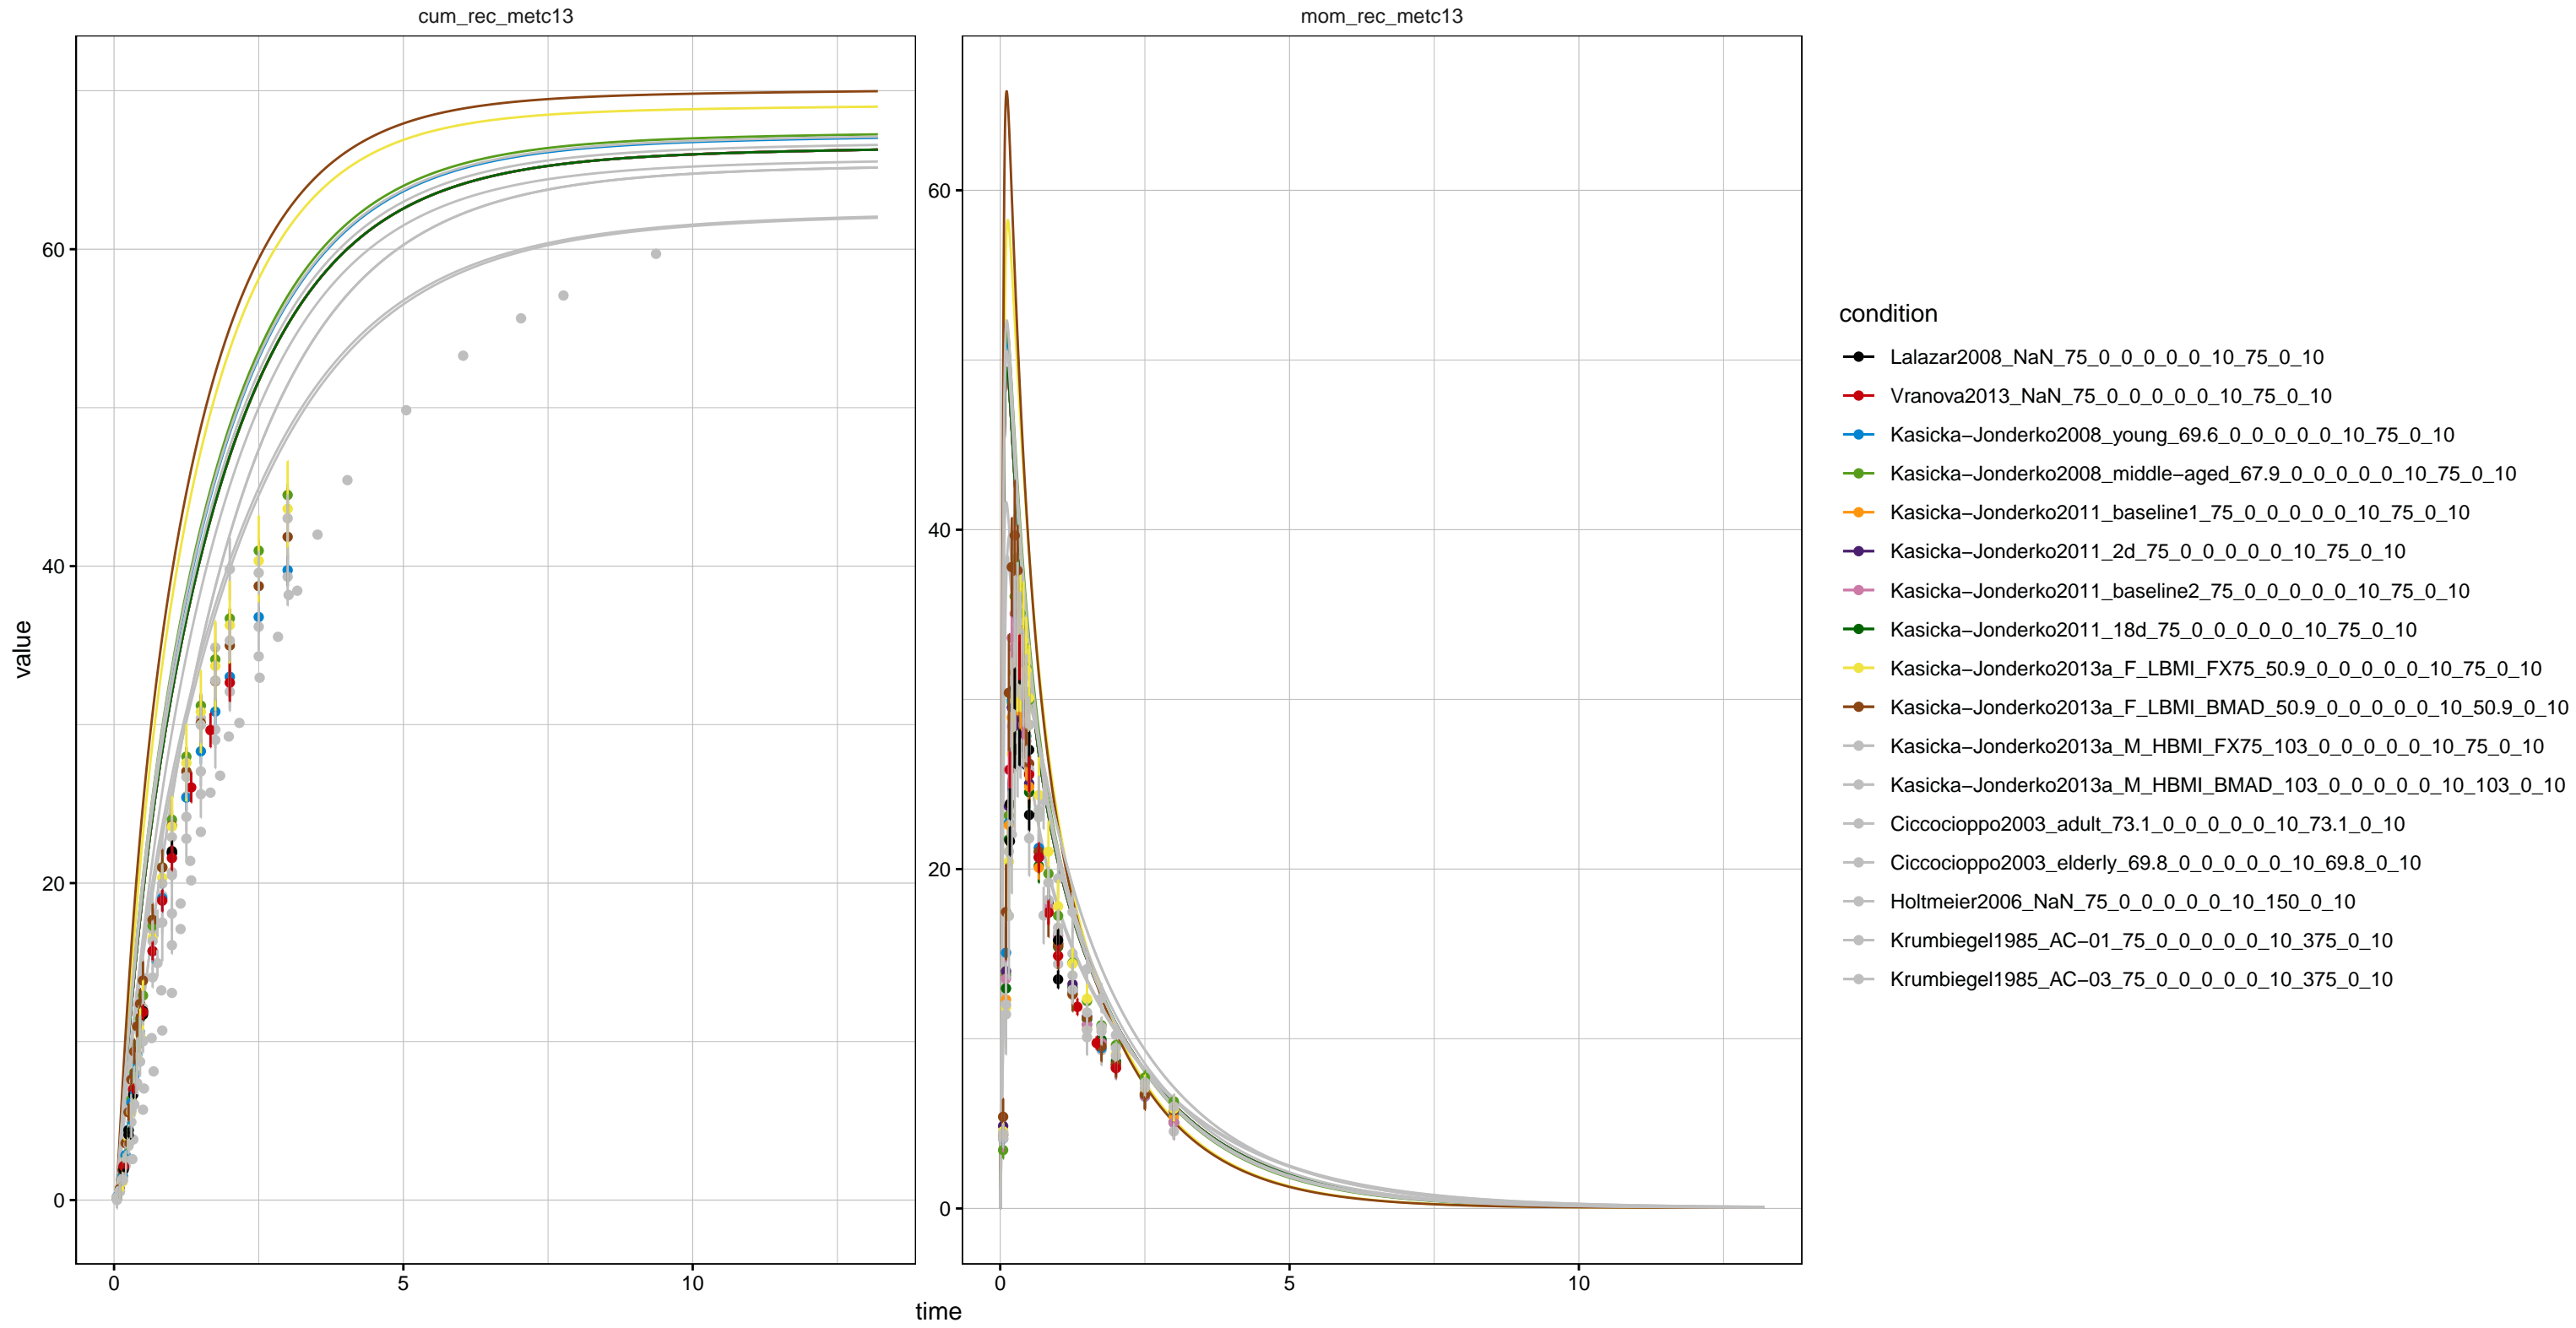 cum_rec_metc13
mom_rec_metc13
value
60
40
20
0
0
5
10
60
40
20
0
0
5
10
time
condition
Lalazar2008_NaN_75_0_0_0_0_0_10_75_0_10
Vranova2013_NaN_75_0_0_0_0_0_10_75_0_10
Kasicka−Jonderko2008_young_69.6_0_0_0_0_0_10_75_0_10
Kasicka−Jonderko2008_middle−aged_67.9_0_0_0_0_0_10_75_0_10
Kasicka−Jonderko2011_baseline1_75_0_0_0_0_0_10_75_0_10
Kasicka−Jonderko2011_2d_75_0_0_0_0_0_10_75_0_10
Kasicka−Jonderko2011_baseline2_75_0_0_0_0_0_10_75_0_10
Kasicka−Jonderko2011_18d_75_0_0_0_0_0_10_75_0_10
Kasicka−Jonderko2013a_F_LBMI_FX75_50.9_0_0_0_0_0_10_75_0_10
Kasicka−Jonderko2013a_F_LBMI_BMAD_50.9_0_0_0_0_0_10_50.9_0_10
Kasicka−Jonderko2013a_M_HBMI_FX75_103_0_0_0_0_0_10_75_0_10
Kasicka−Jonderko2013a_M_HBMI_BMAD_103_0_0_0_0_0_10_103_0_10
Ciccocioppo2003_adult_73.1_0_0_0_0_0_10_73.1_0_10
Ciccocioppo2003_elderly_69.8_0_0_0_0_0_10_69.8_0_10
Holtmeier2006_NaN_75_0_0_0_0_0_10_150_0_10
Krumbiegel1985_AC−01_75_0_0_0_0_0_10_375_0_10
Krumbiegel1985_AC−03_75_0_0_0_0_0_10_375_0_10